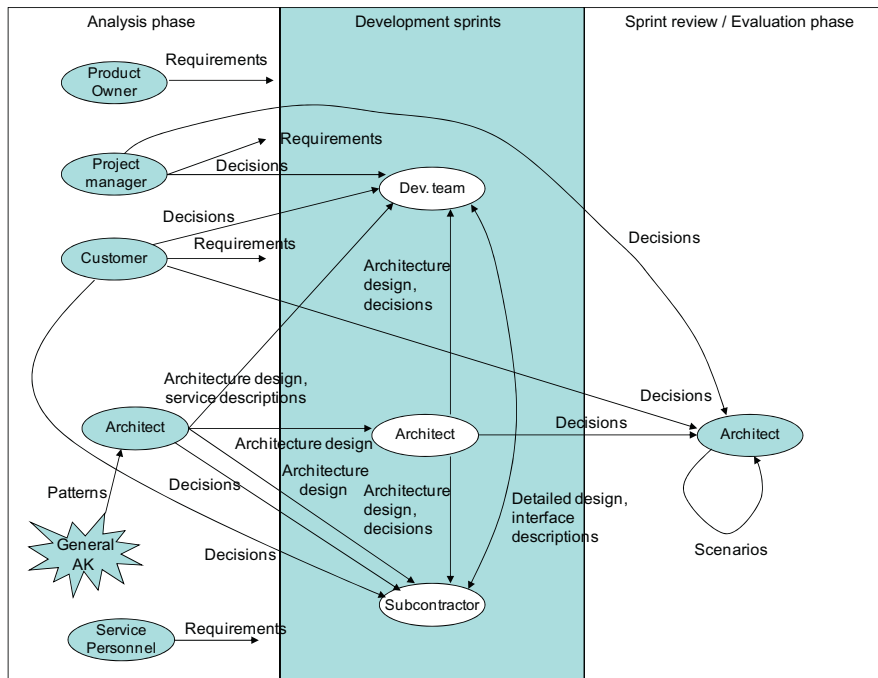 Analysis phase
Development sprints
Sprint review / Evaluation phase
Product
Owner
Requirements
Project
manager
Requirements
Decisions
Dev. team
Decisions
Customer
Requirements
Decisions
Architecture
design,
decisions
Architecture design,
service descriptions
Decisions
Architect
Architecture design
Architect
Decisions
Architect
Patterns
Decisions
Architecture
design
Architecture
design,
decisions
Detailed design,
interface
descriptions
General
AK
Decisions
Scenarios
Subcontractor
Service
Personnel
Requirements